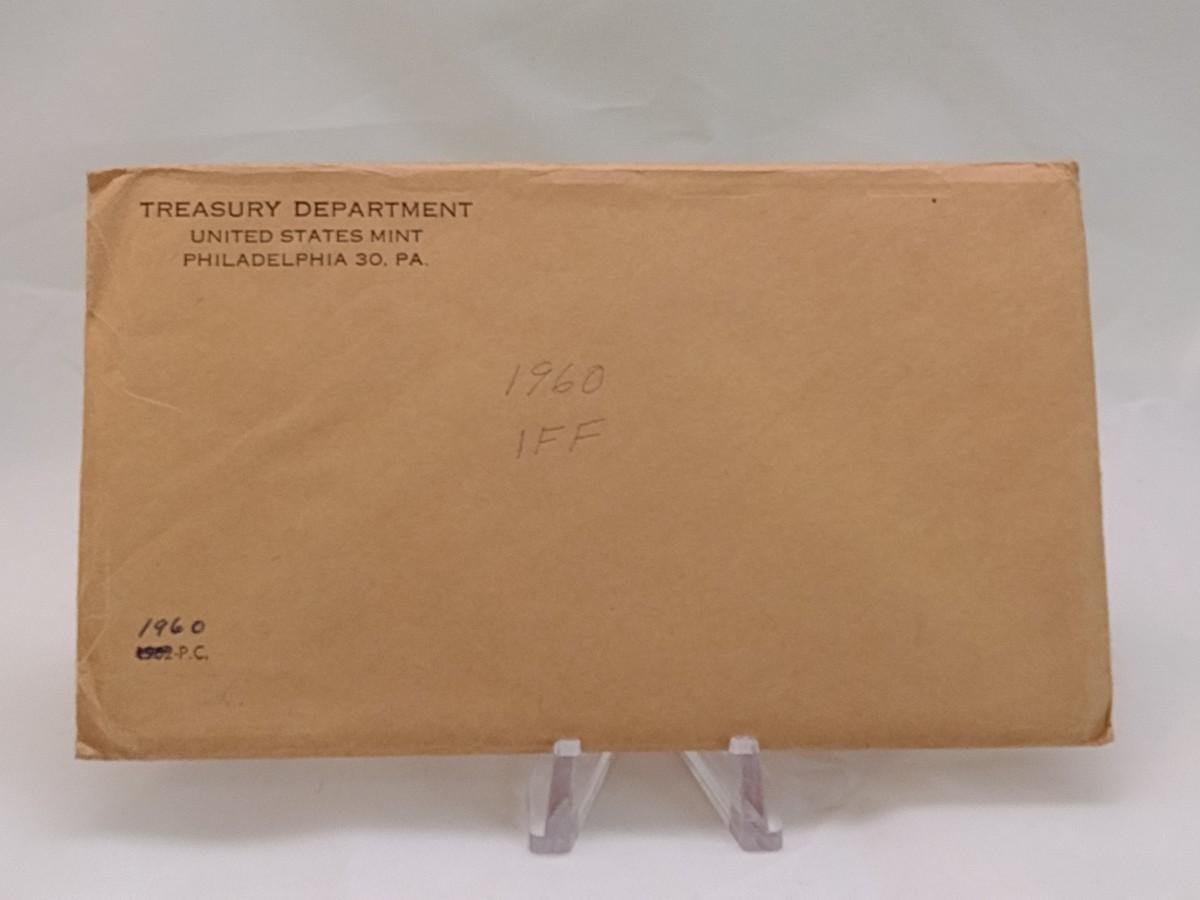 TREASURY DEPARTMENT
UNITED STATES MINT
PHILADELPHIA 30, PA.
1960
1FF
1960
1962-P.C.